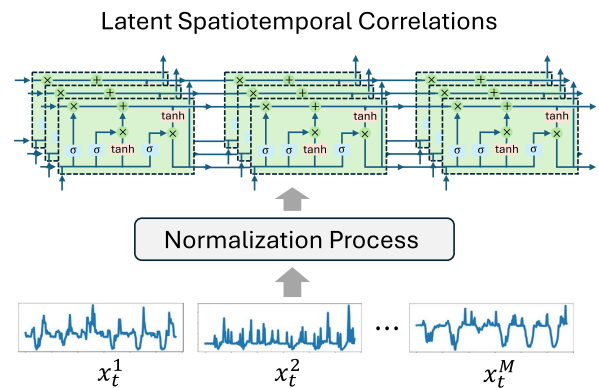 Latent Spatiotemporal Correlations
× + × + × +
× + × + × +
× + tanh × + tanh × + tanh
× × × × × ×
σ σ tanh σ σ σ tanh σ σ σ tanh σ
Normalization Process
...
x_t^1 x_t^2 x_t^M